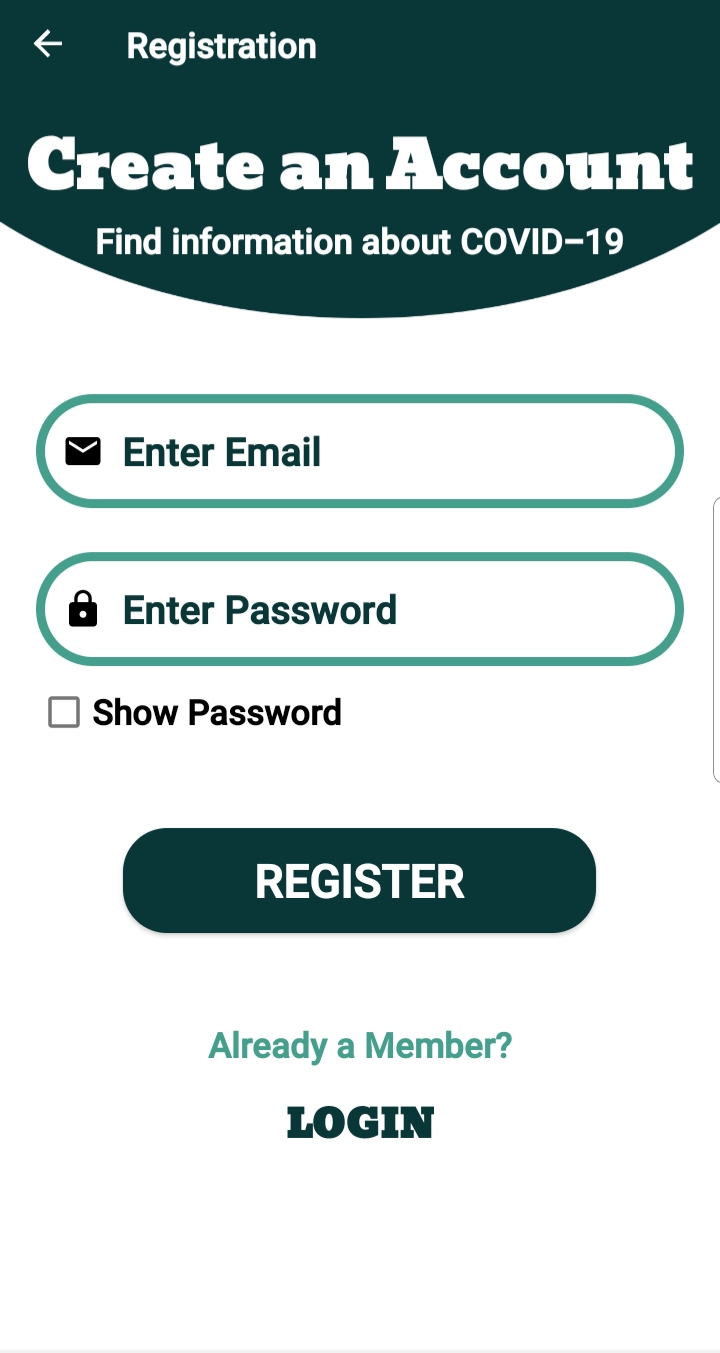 Registration
Create an Account
Find information about COVID-19
Enter Email
Enter Password
Show Password
REGISTER
Already a Member?
LOGIN